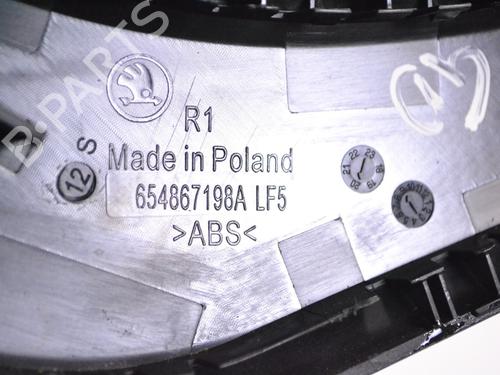 B-PARTS
R1
Made in Poland
654867198A LF5
>ABS<
S
12